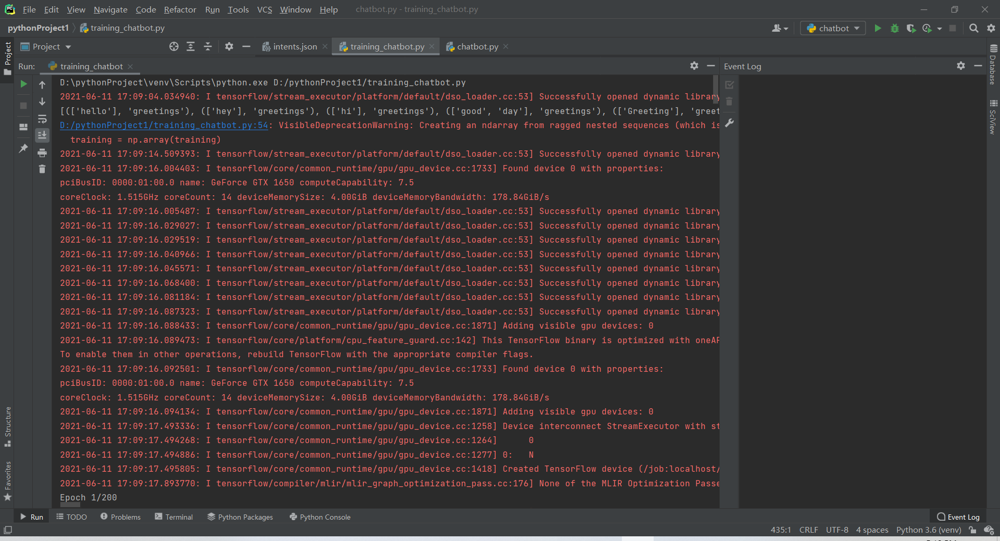 File Edit View Navigate Code Refactor Run Tools VCS Window Help chatbot.py - training_chatbot.py
pythonProject1 training_chatbot.py chatbot
Project intents.json training_chatbot.py chatbot.py
Run: training_chatbot Event Log
D:\pythonProject\venv\Scripts\python.exe D:/pythonProject1/training_chatbot.py
2021-06-11 17:09:04.034940: I tensorflow/stream_executor/platform/default/dso_loader.cc:53] Successfully opened dynamic library
[(['hello'], 'greetings'), (['hey'], 'greetings'), (['hi'], 'greetings'), (['good', 'day'], 'greetings'), (['Greeting'], 'greet
D:/pythonProject1/training_chatbot.py:54: VisibleDeprecationWarning: Creating an ndarray from ragged nested sequences (which is
training = np.array(training)
2021-06-11 17:09:14.509393: I tensorflow/stream_executor/platform/default/dso_loader.cc:53] Successfully opened dynamic library
2021-06-11 17:09:16.004403: I tensorflow/core/common_runtime/gpu/gpu_device.cc:1733] Found device 0 with properties:
pciBusID: 0000:01:00.0 name: GeForce GTX 1650 computeCapability: 7.5
coreClock: 1.515GHz coreCount: 14 deviceMemorySize: 4.00GiB deviceMemoryBandwidth: 178.84GiB/s
2021-06-11 17:09:16.005487: I tensorflow/stream_executor/platform/default/dso_loader.cc:53] Successfully opened dynamic library
2021-06-11 17:09:16.029027: I tensorflow/stream_executor/platform/default/dso_loader.cc:53] Successfully opened dynamic library
2021-06-11 17:09:16.029519: I tensorflow/stream_executor/platform/default/dso_loader.cc:53] Successfully opened dynamic library
2021-06-11 17:09:16.040966: I tensorflow/stream_executor/platform/default/dso_loader.cc:53] Successfully opened dynamic library
2021-06-11 17:09:16.045571: I tensorflow/stream_executor/platform/default/dso_loader.cc:53] Successfully opened dynamic library
2021-06-11 17:09:16.068400: I tensorflow/stream_executor/platform/default/dso_loader.cc:53] Successfully opened dynamic library
2021-06-11 17:09:16.081184: I tensorflow/stream_executor/platform/default/dso_loader.cc:53] Successfully opened dynamic library
2021-06-11 17:09:16.087323: I tensorflow/stream_executor/platform/default/dso_loader.cc:53] Successfully opened dynamic library
2021-06-11 17:09:16.088433: I tensorflow/core/common_runtime/gpu/gpu_device.cc:1871] Adding visible gpu devices: 0
2021-06-11 17:09:16.089473: I tensorflow/core/platform/cpu_feature_guard.cc:142] This TensorFlow binary is optimized with oneAP
To enable them in other operations, rebuild TensorFlow with the appropriate compiler flags.
2021-06-11 17:09:16.092501: I tensorflow/core/common_runtime/gpu/gpu_device.cc:1733] Found device 0 with properties:
pciBusID: 0000:01:00.0 name: GeForce GTX 1650 computeCapability: 7.5
coreClock: 1.515GHz coreCount: 14 deviceMemorySize: 4.00GiB deviceMemoryBandwidth: 178.84GiB/s
2021-06-11 17:09:16.094134: I tensorflow/core/common_runtime/gpu/gpu_device.cc:1871] Adding visible gpu devices: 0
2021-06-11 17:09:17.493336: I tensorflow/core/common_runtime/gpu/gpu_device.cc:1258] Device interconnect StreamExecutor with st
2021-06-11 17:09:17.494268: I tensorflow/core/common_runtime/gpu/gpu_device.cc:1264] 0
2021-06-11 17:09:17.494886: I tensorflow/core/common_runtime/gpu/gpu_device.cc:1277] 0: N
2021-06-11 17:09:17.495805: I tensorflow/core/common_runtime/gpu/gpu_device.cc:1418] Created TensorFlow device (/job:localhost/
2021-06-11 17:09:17.893770: I tensorflow/compiler/mlir/mlir_graph_optimization_pass.cc:176] None of the MLIR Optimization Passe
Epoch 1/200
Project
Structure
Favorites
Database
SciView
Run TODO Problems Terminal Python Packages Python Console Event Log
435:1 CRLF UTF-8 4 spaces Python 3.6 (venv)